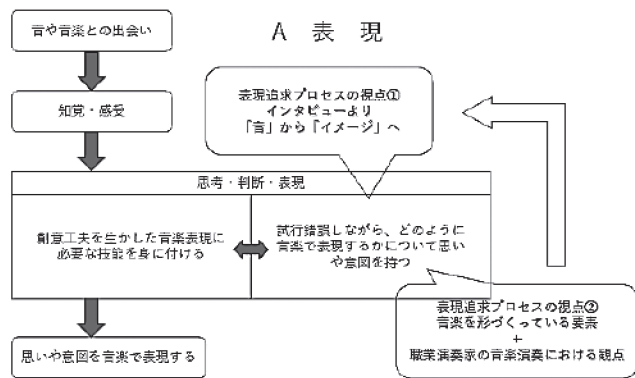 音や音楽との出会い
A 表 現
知覚・感受
表現追求プロセスの視点①
インタビューより
「音」から「イメージ」へ
思考・判断・表現
創意工夫を生かした音楽表現に
必要な技能を身に付ける
試行錯誤しながら、どのように
音楽で表現するかについて思い
や意図を持つ
表現追求プロセスの視点②
音楽を形づくっている要素
+
職業演奏家の音楽演奏における観点
思いや意図を音楽で表現する